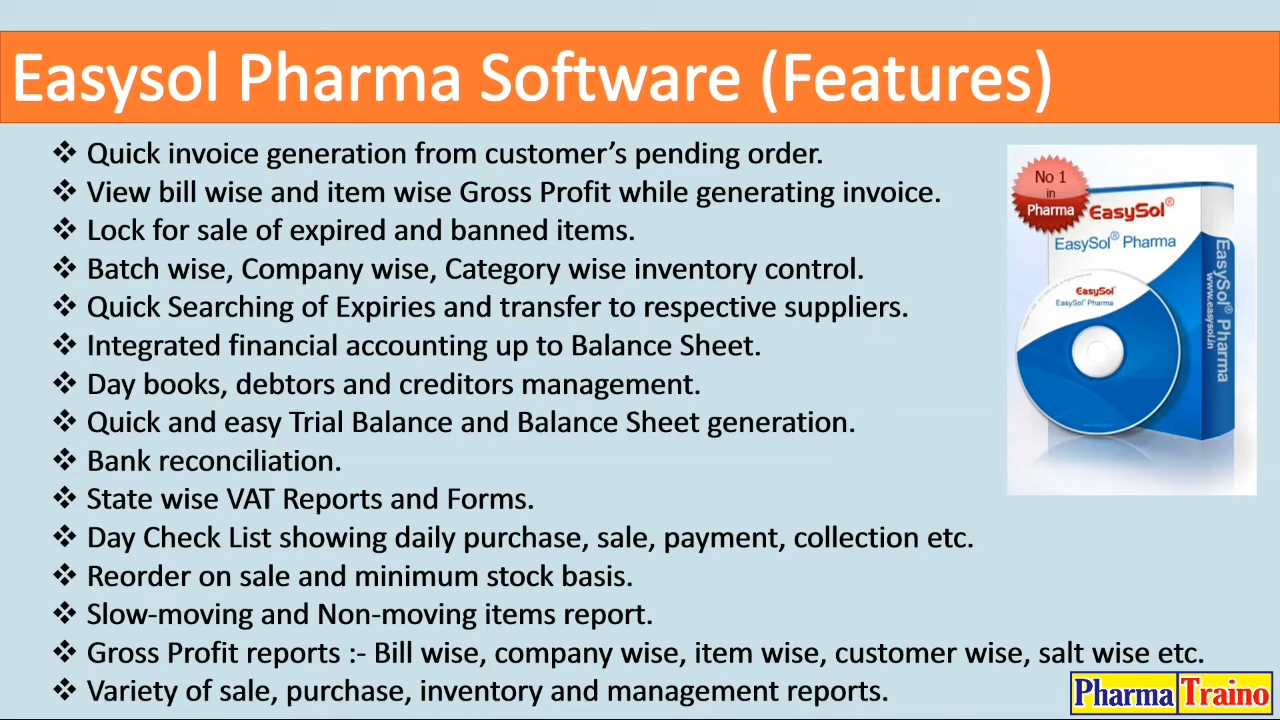 Easysol Pharma Software (Features)
❖ Quick invoice generation from customer’s pending order.
❖ View bill wise and item wise Gross Profit while generating invoice.
❖ Lock for sale of expired and banned items.
❖ Batch wise, Company wise, Category wise inventory control.
❖ Quick Searching of Expiries and transfer to respective suppliers.
❖ Integrated financial accounting up to Balance Sheet.
❖ Day books, debtors and creditors management.
❖ Quick and easy Trial Balance and Balance Sheet generation.
❖ Bank reconciliation.
❖ State wise VAT Reports and Forms.
❖ Day Check List showing daily purchase, sale, payment, collection etc.
❖ Reorder on sale and minimum stock basis.
❖ Slow-moving and Non-moving items report.
❖ Gross Profit reports :- Bill wise, company wise, item wise, customer wise, salt wise etc.
❖ Variety of sale, purchase, inventory and management reports.
No 1
in
Pharma
EasySol®
EasySol® Pharma
EasySol
EasySol Pharma
EasySol® Pharma
www.easysol.in
Pharma Traino